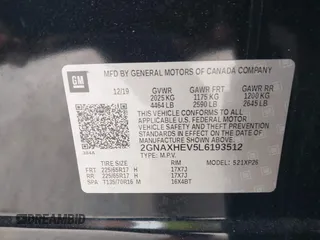 GM
BY GENERAL MOTORS OF CANADA COMPANY
12/19 GVWR GAWR FRT GAWR RR
2025 KG 1175 KG 1200 KG
4464 LB 2590 LB 2645 LB
THIS VEHICLE CONFORMS TO ALL APPLICABLE U.S.
FEDERAL MOTOR VEHICLE SAFETY
THEFT PREVENTION STANDARDS IN EFFECT ON THE
DATE OF MANUFACTURE SHOWN ABOVE.
2GNAXHEV5L6193512
TYPE: M.P.V. MODEL: S21XP26
TIRE SIZE RIM
FRT 225/65R17 H 17X7J
RR 225/65R17 H 17X7J
SPA T135/70R16 M 16X4BT
DREAMBID